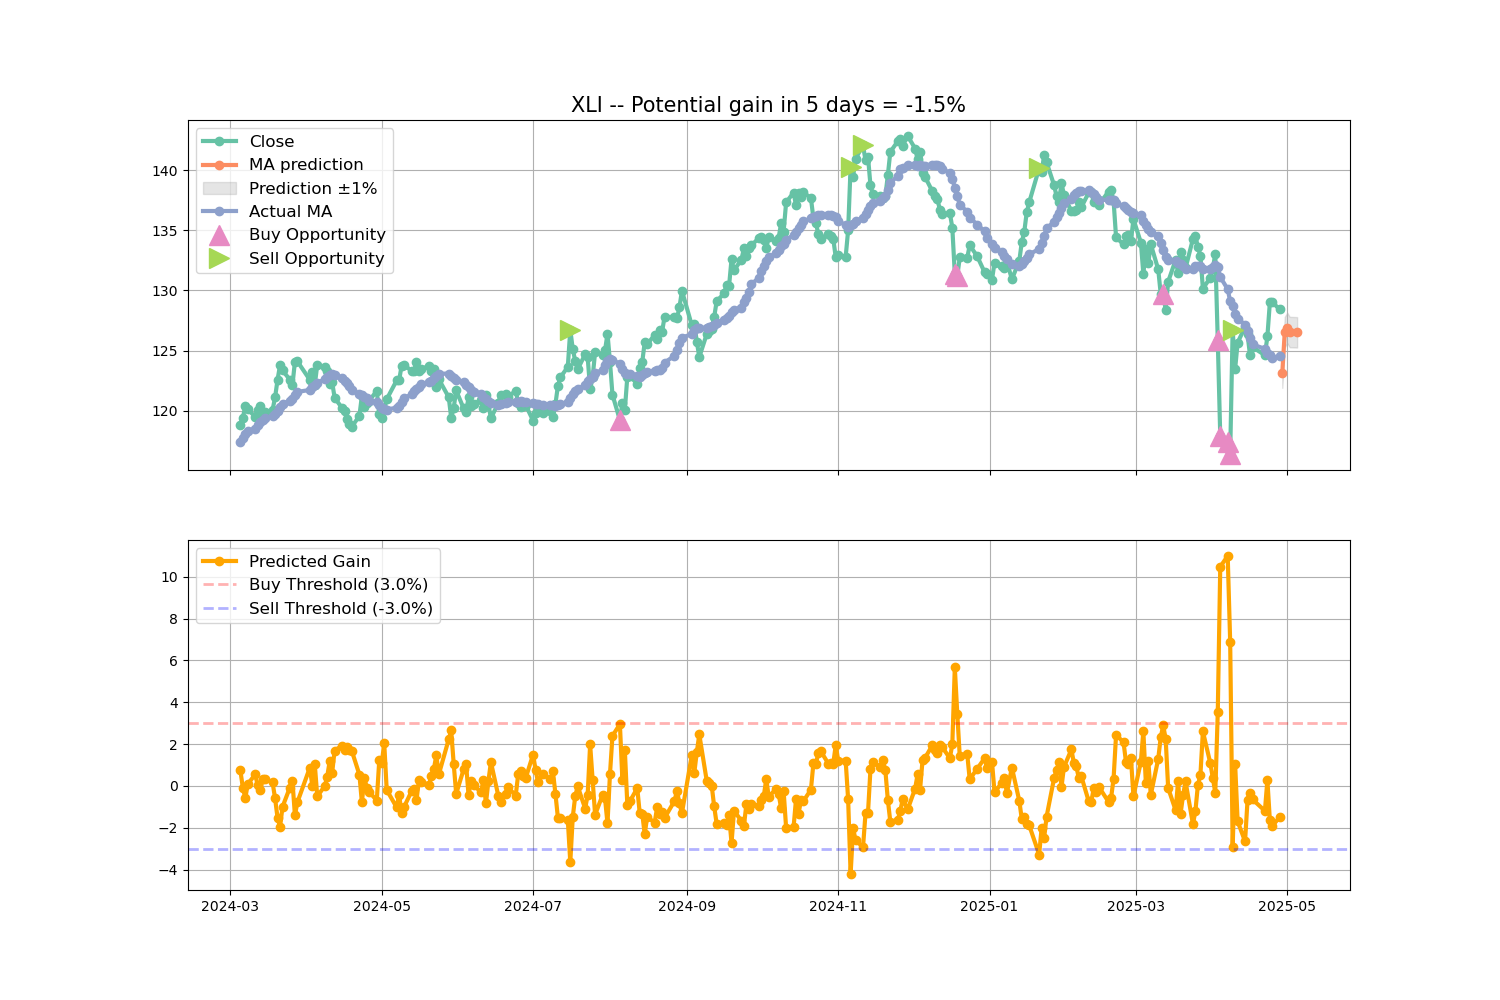 XLI -- Potential gain in 5 days = -1.5%
Close
MA prediction
Prediction ±1%
Actual MA
Buy Opportunity
Sell Opportunity
140
135
130
125
120
Predicted Gain
Buy Threshold (3.0%)
Sell Threshold (-3.0%)
10
8
6
4
2
0
−2
−4
2024-03 2024-05 2024-07 2024-09 2024-11 2025-01 2025-03 2025-05